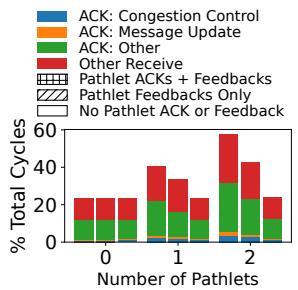 ACK: Congestion Control
ACK: Message Update
ACK: Other
Other Receive
Pathlet ACKs + Feedbacks
Pathlet Feedbacks Only
No Pathlet ACK or Feedback
% Total Cycles
60
40
20
0
0 1 2
Number of Pathlets